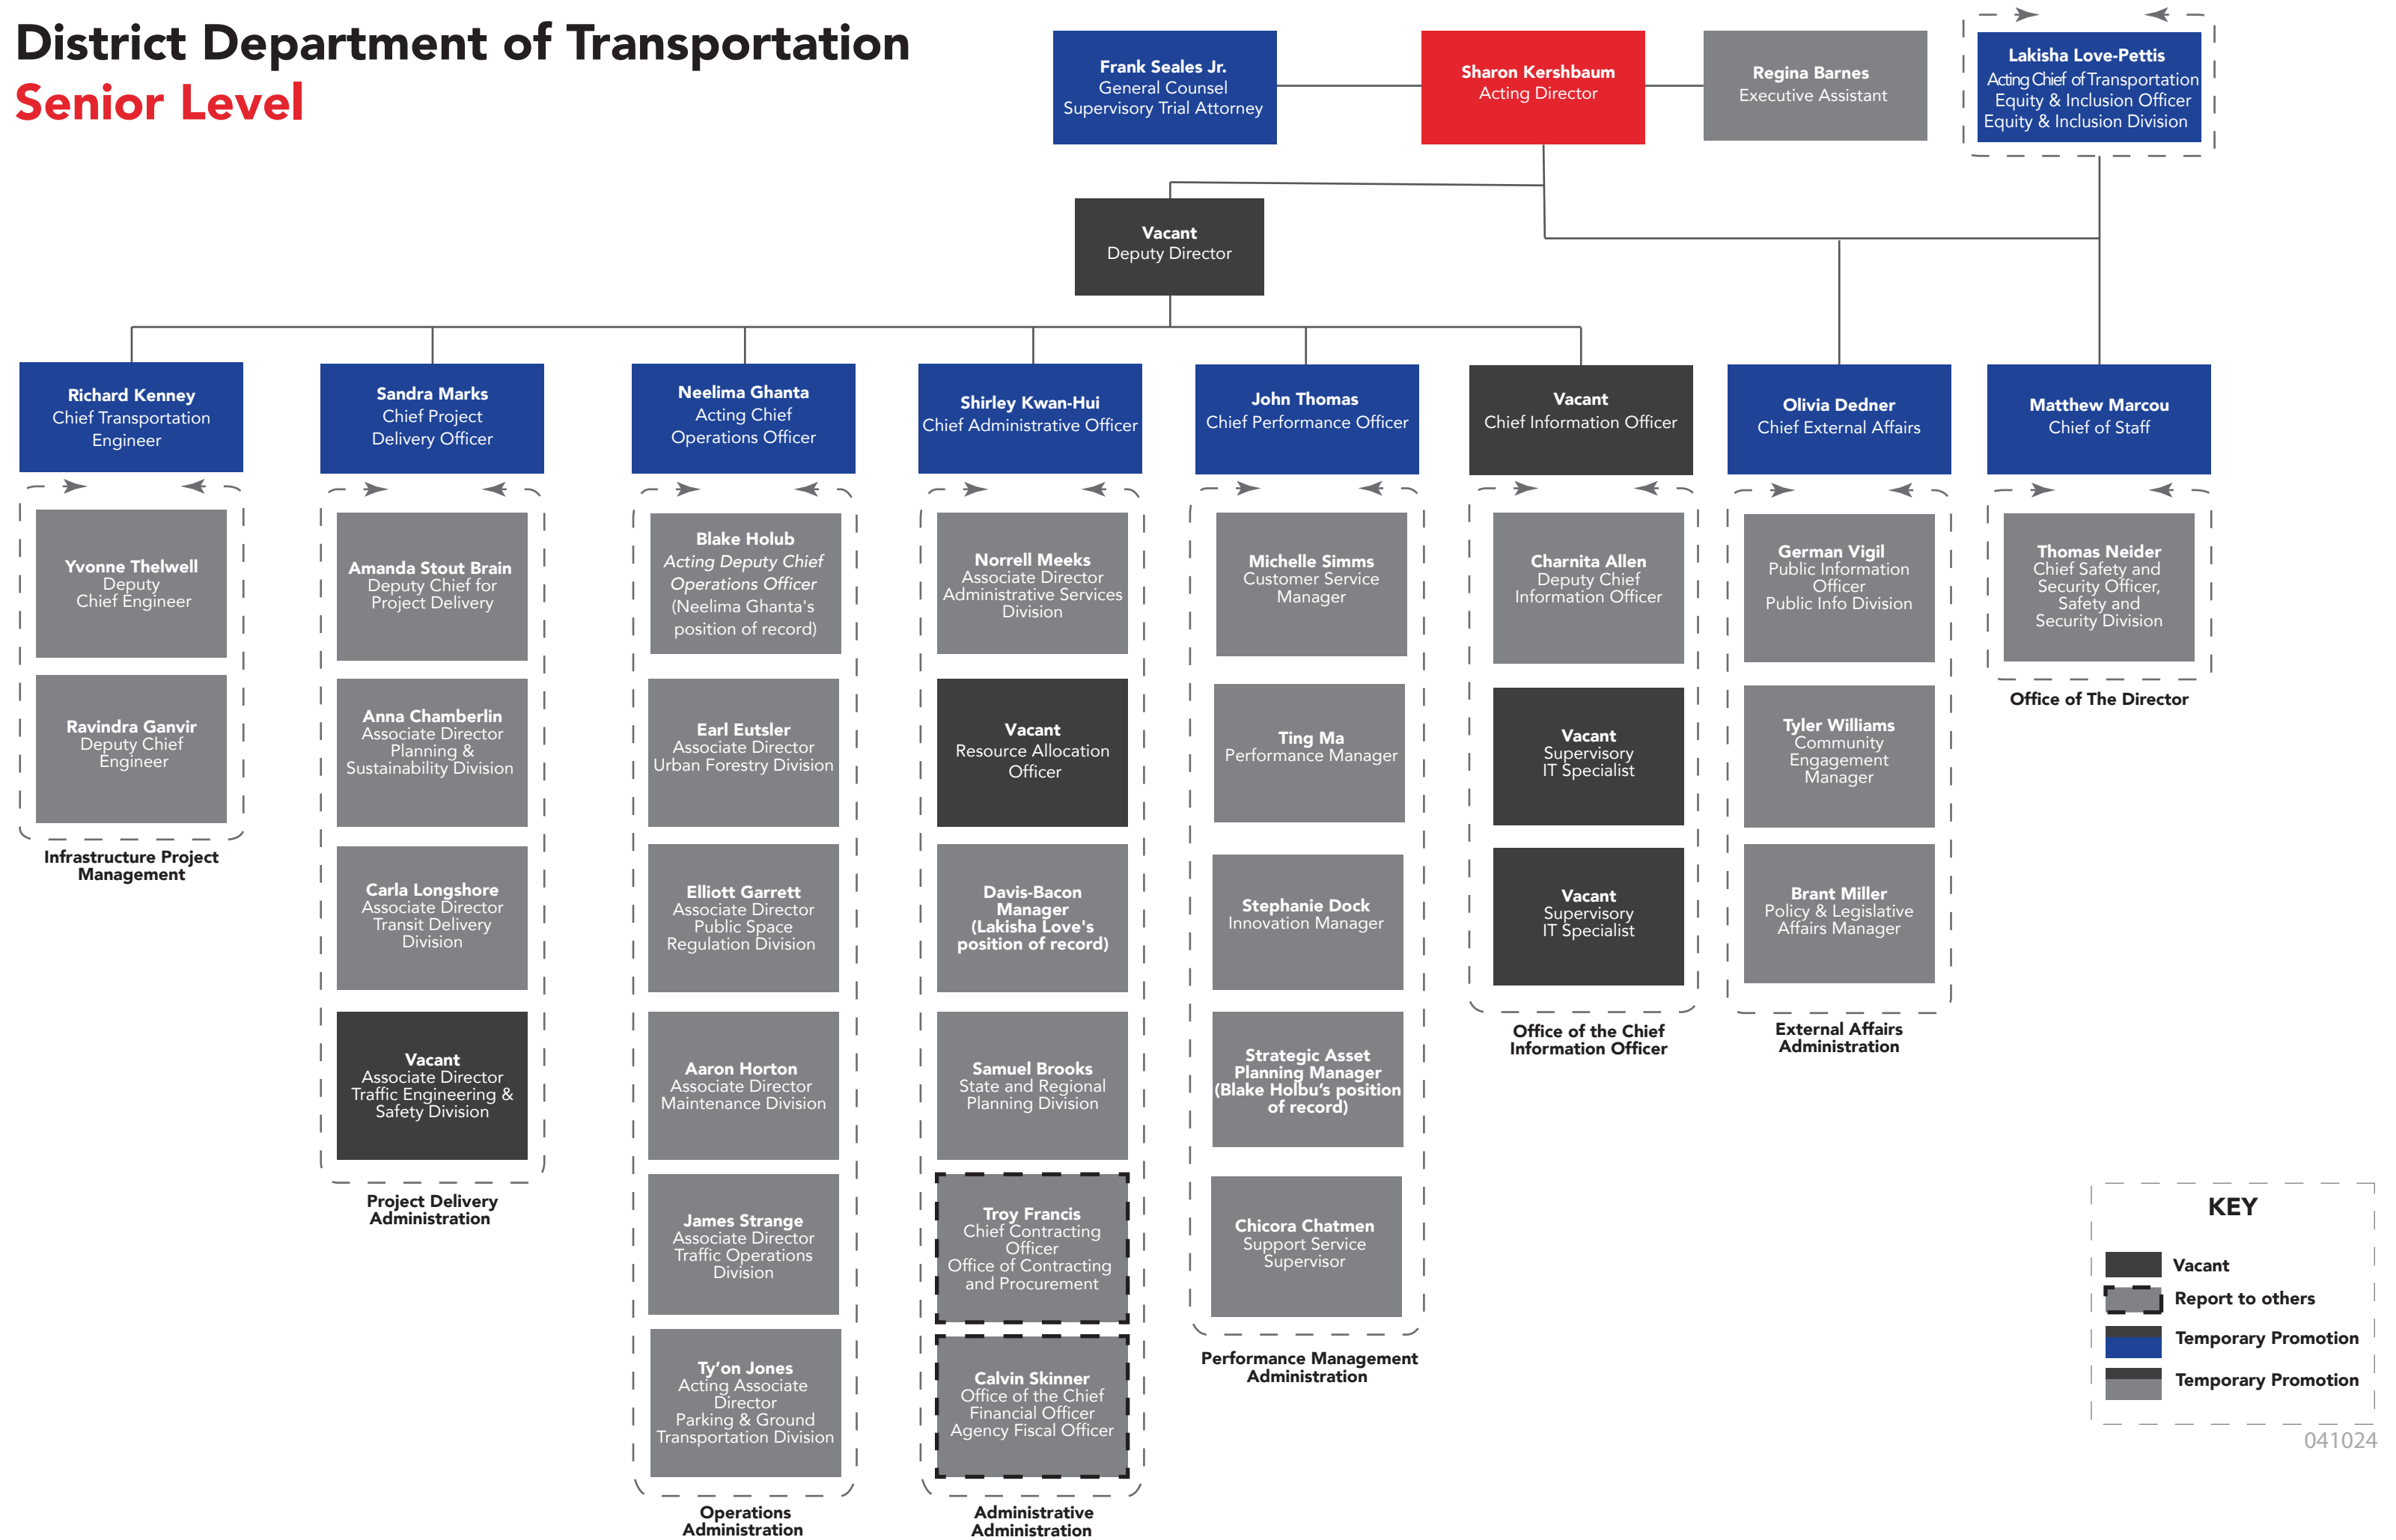 District Department of Transportation
Senior Level
Frank Seales Jr.
General Counsel
Supervisory Trial Attorney
Sharon Kershbaum
Acting Director
Regina Barnes
Executive Assistant
Lakisha Love-Pettis
Acting Chief of Transportation
Equity & Inclusion Officer
Equity & Inclusion Division
Vacant
Deputy Director
Richard Kenney
Chief Transportation
Engineer
Sandra Marks
Chief Project
Delivery Officer
Neelima Ghanta
Acting Chief
Operations Officer
Shirley Kwan-Hui
Chief Administrative Officer
John Thomas
Chief Performance Officer
Vacant
Chief Information Officer
Olivia Dedner
Chief External Affairs
Matthew Marcou
Chief of Staff
Yvonne Thelwell
Deputy
Chief Engineer
Ravindra Ganvir
Deputy Chief
Engineer
Infrastructure Project
Management
Amanda Stout Brain
Deputy Chief for
Project Delivery
Anna Chamberlin
Associate Director
Planning &
Sustainability Division
Carla Longshore
Associate Director
Transit Delivery
Division
Vacant
Associate Director
Traffic Engineering &
Safety Division
Project Delivery
Administration
Blake Holub
Acting Deputy Chief
Operations Officer
(Neelima Ghanta's
position of record)
Earl Eutsler
Associate Director
Urban Forestry Division
Elliott Garrett
Associate Director
Public Space
Regulation Division
Aaron Horton
Associate Director
Maintenance Division
James Strange
Associate Director
Traffic Operations
Division
Ty’on Jones
Acting Associate
Director
Parking & Ground
Transportation Division
Operations
Administration
Norrell Meeks
Associate Director
Administrative Services
Division
Vacant
Resource Allocation
Officer
Davis-Bacon
Manager
(Lakisha Love's
position of record)
Samuel Brooks
State and Regional
Planning Division
Troy Francis
Chief Contracting
Officer
Office of Contracting
and Procurement
Calvin Skinner
Office of the Chief
Financial Officer
Agency Fiscal Officer
Administrative
Administration
Michelle Simms
Customer Service
Manager
Ting Ma
Performance Manager
Stephanie Dock
Innovation Manager
Strategic Asset
Planning Manager
(Blake Holbu’s position
of record)
Chicora Chatmen
Support Service
Supervisor
Performance Management
Administration
Charnita Allen
Deputy Chief
Information Officer
Vacant
Supervisory
IT Specialist
Vacant
Supervisory
IT Specialist
Office of the Chief
Information Officer
German Vigil
Public Information
Officer
Public Info Division
Tyler Williams
Community
Engagement
Manager
Brant Miller
Policy & Legislative
Affairs Manager
External Affairs
Administration
Thomas Neider
Chief Safety and
Security Officer,
Safety and
Security Division
Office of The Director
KEY
Vacant
Report to others
Temporary Promotion
Temporary Promotion
041024